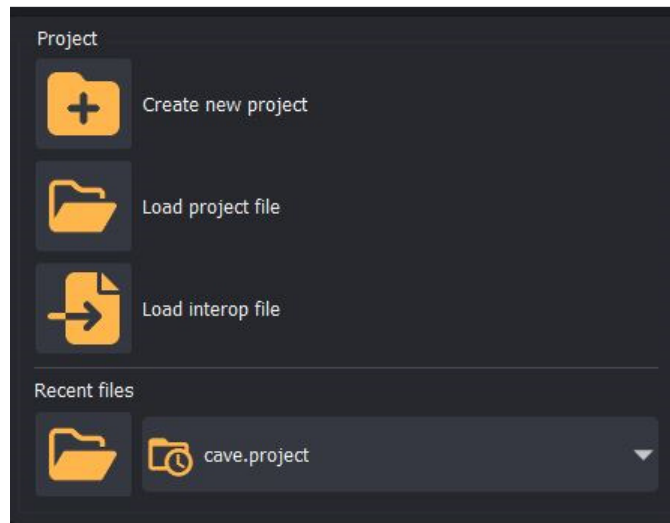 Project
Create new project
Load project file
Load interop file
Recent files
cave.project